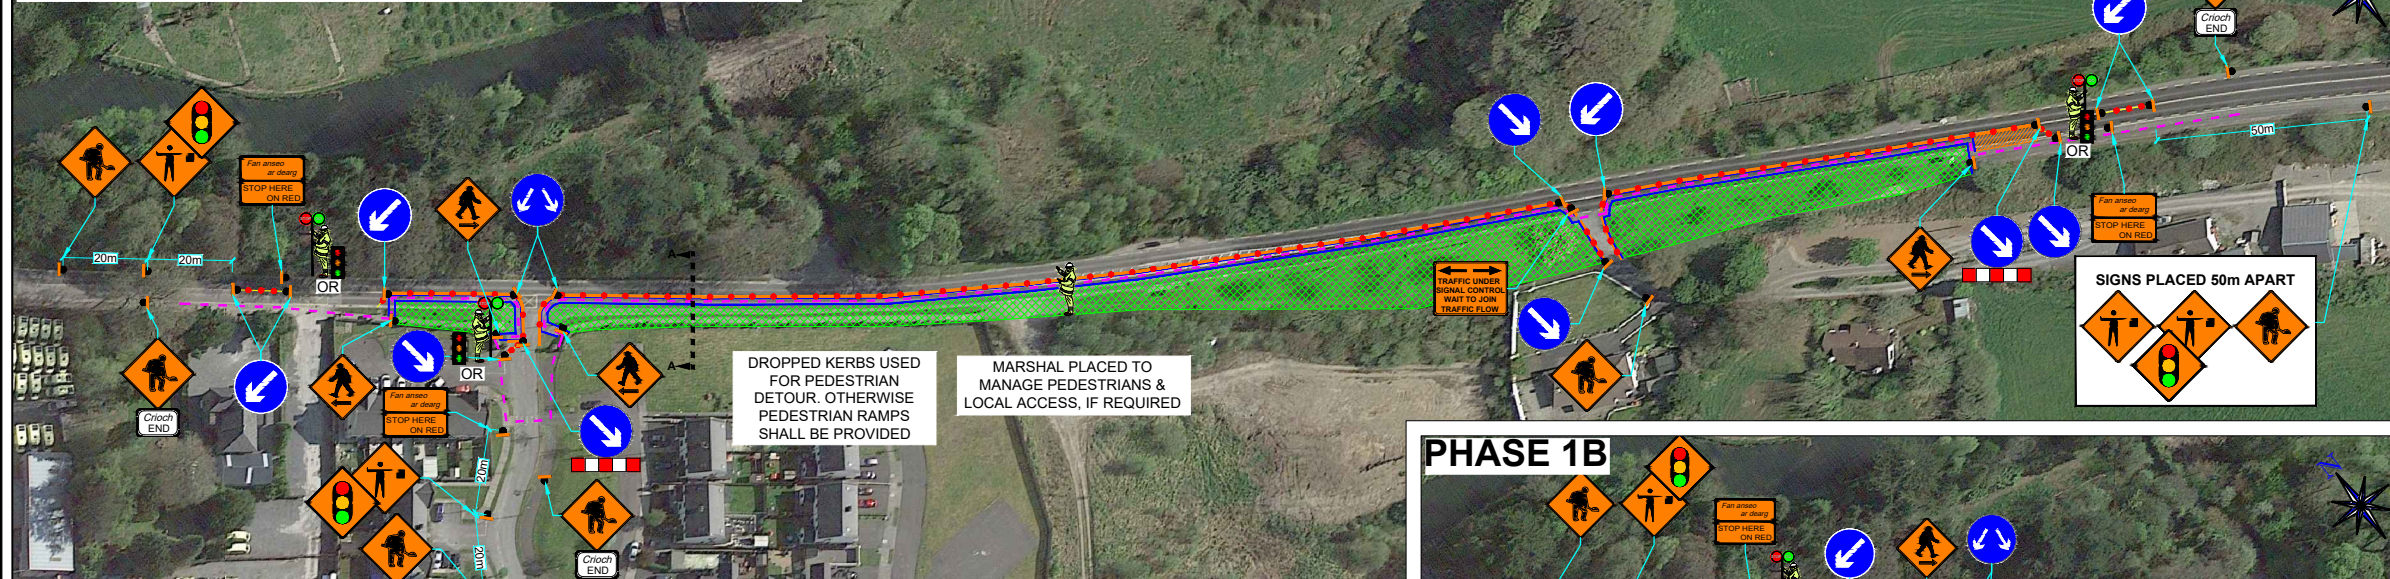 Crioch
END
50m
OR
Fan anseo
ar dearg
STOP HERE
ON RED
20m
20m
OR
A
A
TRAFFIC UNDER
SIGNAL CONTROL
WAIT TO JOIN
TRAFFIC FLOW
Fan anseo
ar dearg
STOP HERE
ON RED
SIGNS PLACED 50m APART
OR
Crioch
END
Fan anseo
ar dearg
STOP HERE
ON RED
DROPPED KERBS USED
FOR PEDESTRIAN
DETOUR. OTHERWISE
PEDESTRIAN RAMPS
SHALL BE PROVIDED
MARSHAL PLACED TO
MANAGE PEDESTRIANS &
LOCAL ACCESS, IF REQUIRED
20m
20m
Crioch
END
PHASE 1B
Fan anseo
ar dearg
STOP HERE
ON RED